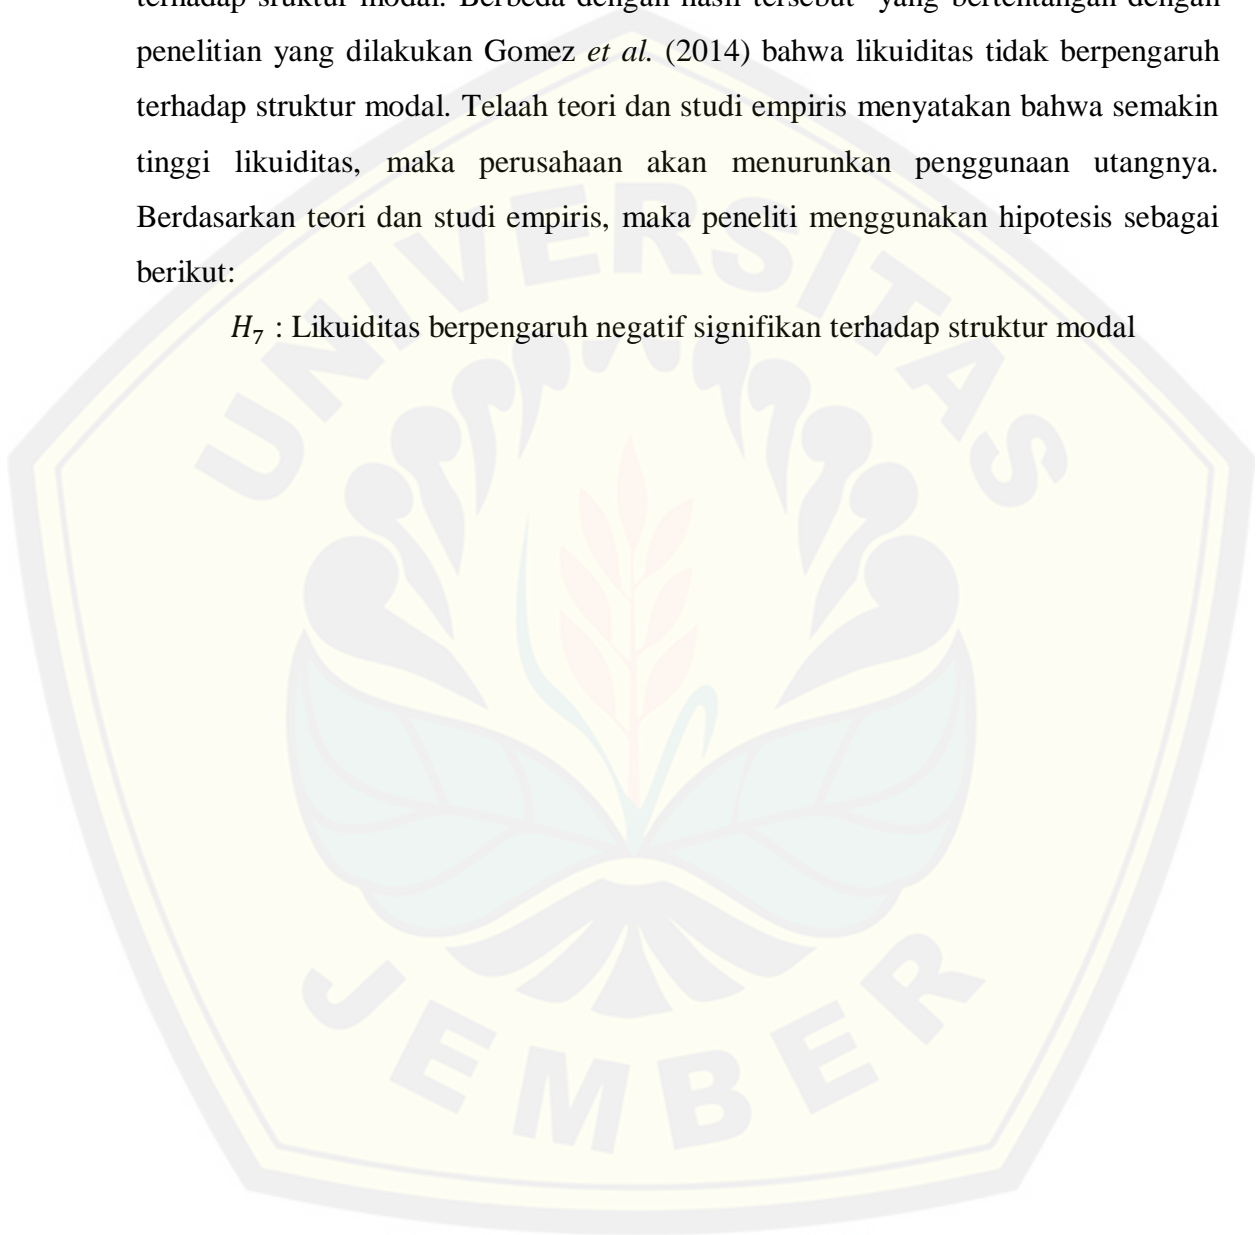 terhadap sruktur modal. Berbeda dengan hasil tersebut yang bertentangan dengan
penelitian yang dilakukan Gomez et al. (2014) bahwa likuiditas tidak berpengaruh
terhadap struktur modal. Telaah teori dan studi empiris menyatakan bahwa semakin
tinggi likuiditas, maka perusahaan akan menurunkan penggunaan utangnya.
Berdasarkan teori dan studi empiris, maka peneliti menggunakan hipotesis sebagai
berikut:
H₇ : Likuiditas berpengaruh negatif signifikan terhadap struktur modal
UNIVERSITAS
JEMBER